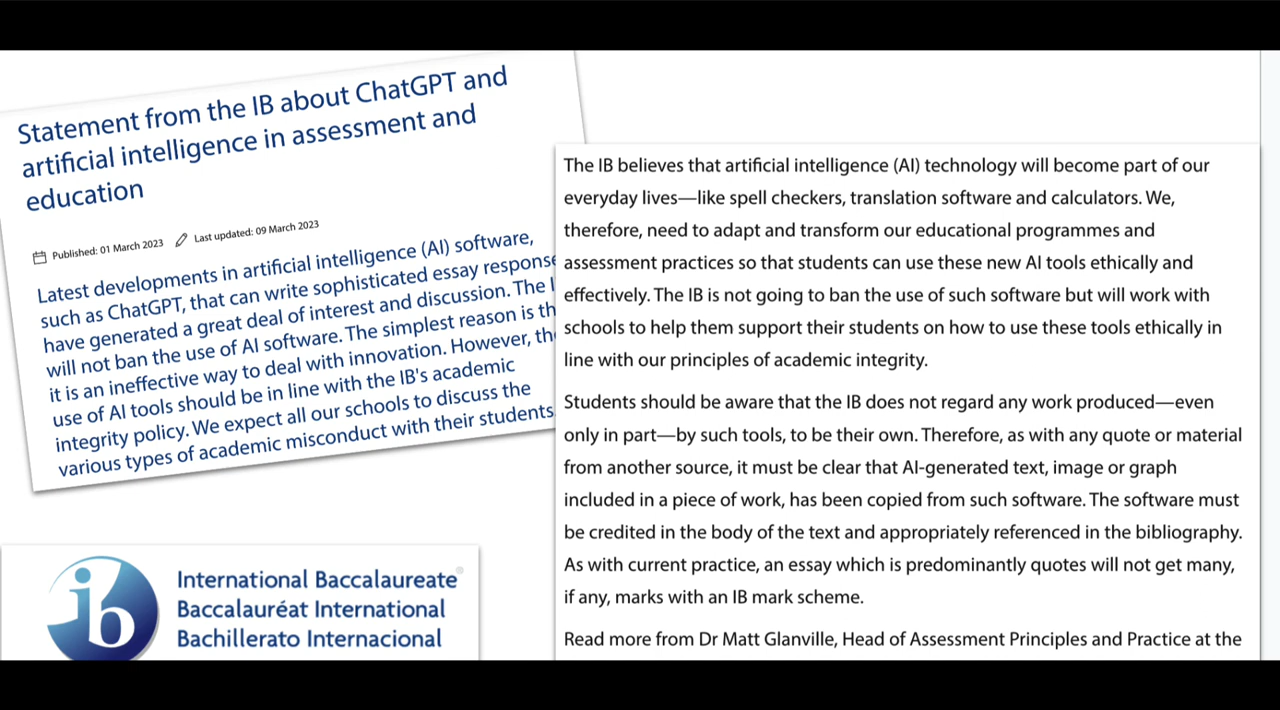 Statement from the IB about ChatGPT and
artificial intelligence in assessment and
education
Published: 01 March 2023 Last updated: 09 March 2023
Latest developments in artificial intelligence (AI) software,
such as ChatGPT, that can write sophisticated essay response
have generated a great deal of interest and discussion. The I
will not ban the use of AI software. The simplest reason is th
it is an ineffective way to deal with innovation. However, the
use of AI tools should be in line with the IB's academic
integrity policy. We expect all our schools to discuss the
various types of academic misconduct with their students
International Baccalaureate
Baccalauréat International
Bachillerato Internacional
ib
The IB believes that artificial intelligence (AI) technology will become part of our
everyday lives—like spell checkers, translation software and calculators. We,
therefore, need to adapt and transform our educational programmes and
assessment practices so that students can use these new AI tools ethically and
effectively. The IB is not going to ban the use of such software but will work with
schools to help them support their students on how to use these tools ethically in
line with our principles of academic integrity.
Students should be aware that the IB does not regard any work produced—even
only in part—by such tools, to be their own. Therefore, as with any quote or material
from another source, it must be clear that AI-generated text, image or graph
included in a piece of work, has been copied from such software. The software must
be credited in the body of the text and appropriately referenced in the bibliography.
As with current practice, an essay which is predominantly quotes will not get many,
if any, marks with an IB mark scheme.
Read more from Dr Matt Glanville, Head of Assessment Principles and Practice at the